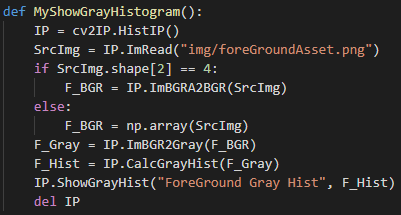 def MyShowGrayHistogram():
    IP = cv2IP.HistIP()
    SrcImg = IP.ImRead("img/foreGroundAsset.png")
    if SrcImg.shape[2] == 4:
        F_BGR = IP.ImBGRA2BGR(SrcImg)
    else:
        F_BGR = np.array(SrcImg)
    F_Gray = IP.ImBGR2Gray(F_BGR)
    F_Hist = IP.CalcGrayHist(F_Gray)
    IP.ShowGrayHist("ForeGround Gray Hist", F_Hist)
    del IP